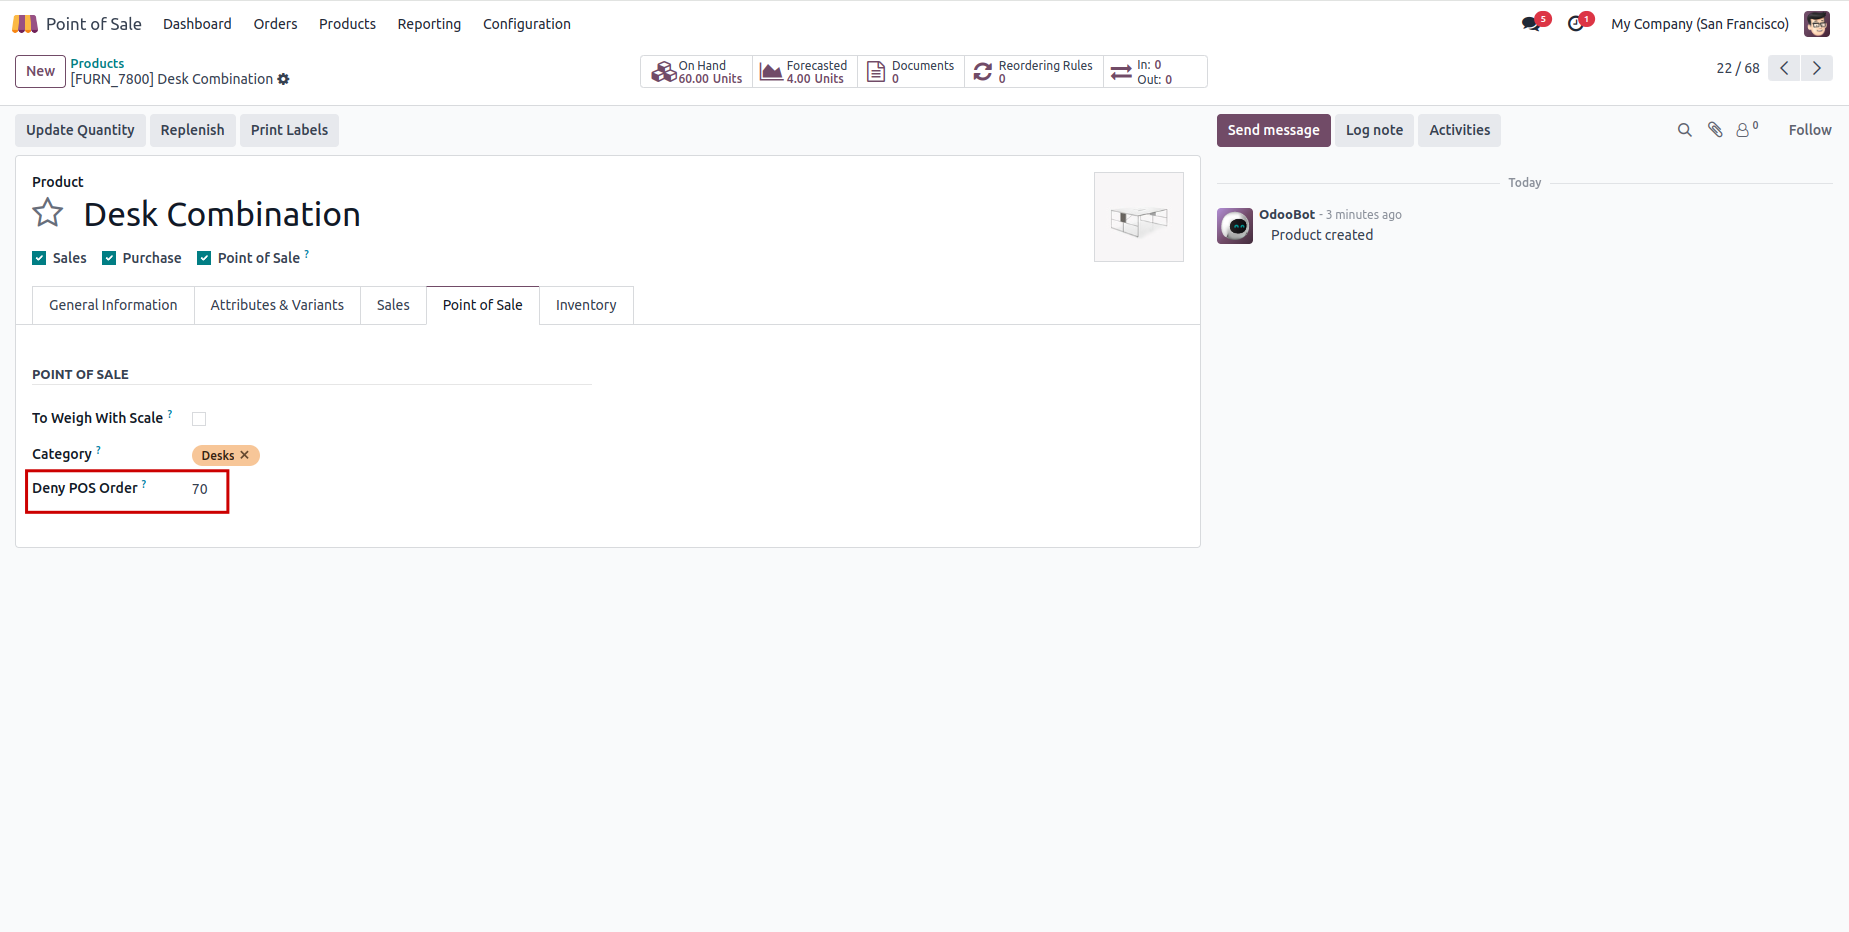 Point of Sale Dashboard Orders Products Reporting Configuration 5 1 My Company (San Francisco)
New Products
[FURN_7800] Desk Combination
On Hand
60.00 Units
Forecasted
4.00 Units
Documents
0
Reordering Rules
0
In: 0
Out: 0
22 / 68
Update Quantity Replenish Print Labels
Send message Log note Activities 0 Follow
Product
Desk Combination
Sales Purchase Point of Sale ?
General Information Attributes & Variants Sales Point of Sale Inventory
POINT OF SALE
To Weigh With Scale ?
Category ? Desks ✕
Deny POS Order ? 70
Today
OdooBot - 3 minutes ago
Product created